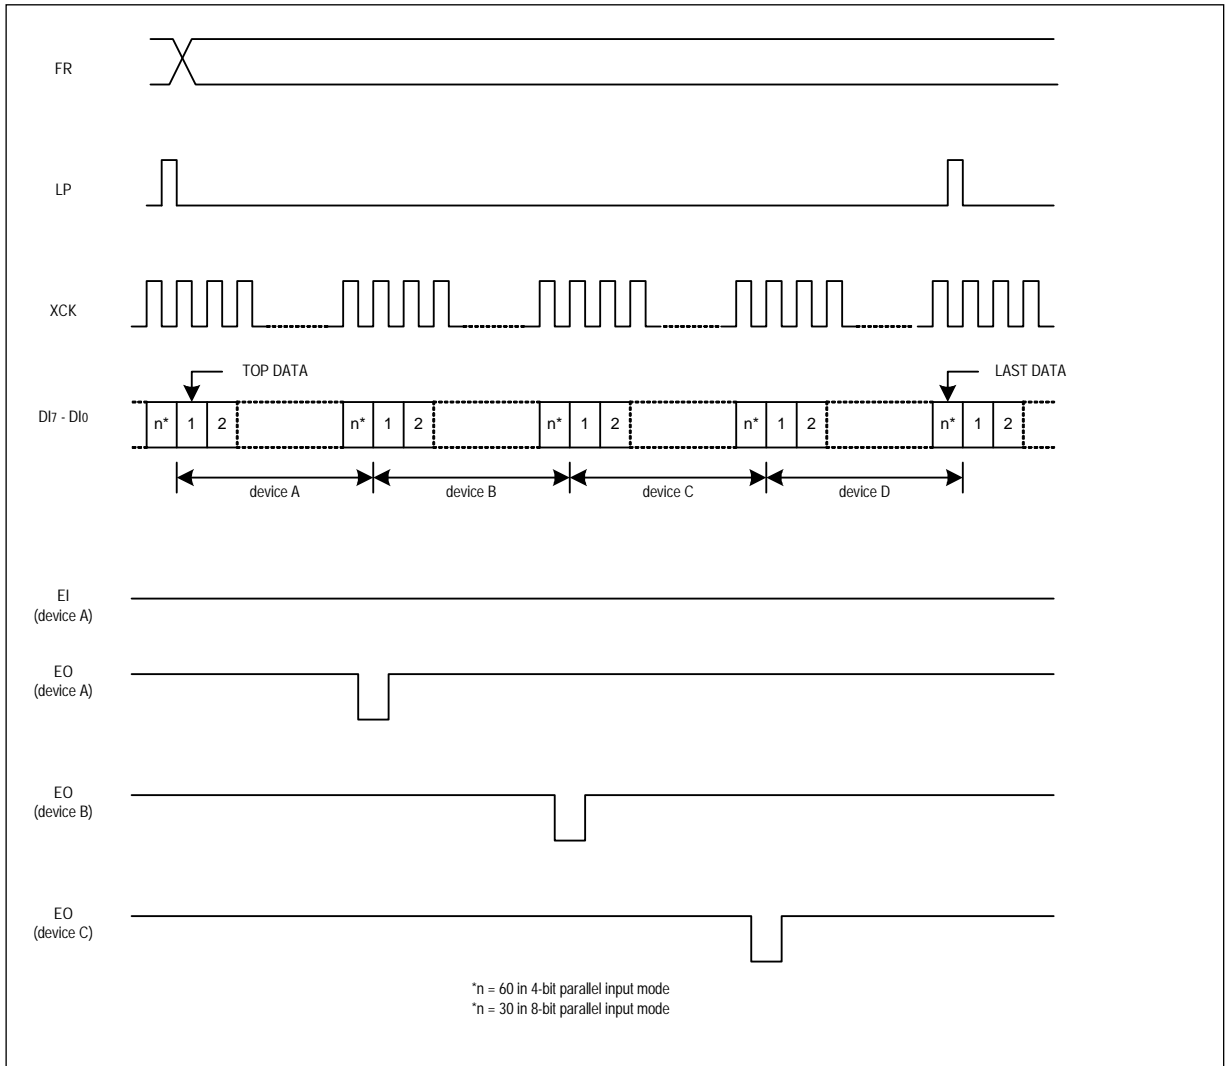 FR
LP
XCK
TOP DATA
LAST DATA
DI7 - DI0
n* 1 2 n* 1 2 n* 1 2 n* 1 2 n* 1 2
device A device B device C device D
EI
(device A)
EO
(device A)
EO
(device B)
EO
(device C)
*n = 60 in 4-bit parallel input mode
*n = 30 in 8-bit parallel input mode